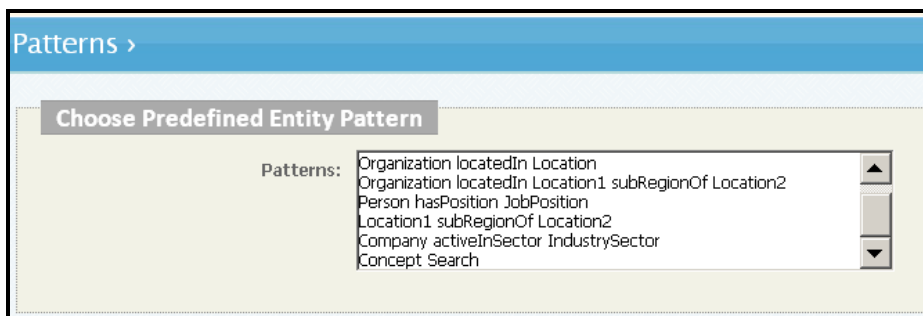 Patterns ›
Choose Predefined Entity Pattern
Patterns:
Organization locatedIn Location
Organization locatedIn Location1 subRegionOf Location2
Person hasPosition JobPosition
Location1 subRegionOf Location2
Company activeInSector IndustrySector
Concept Search